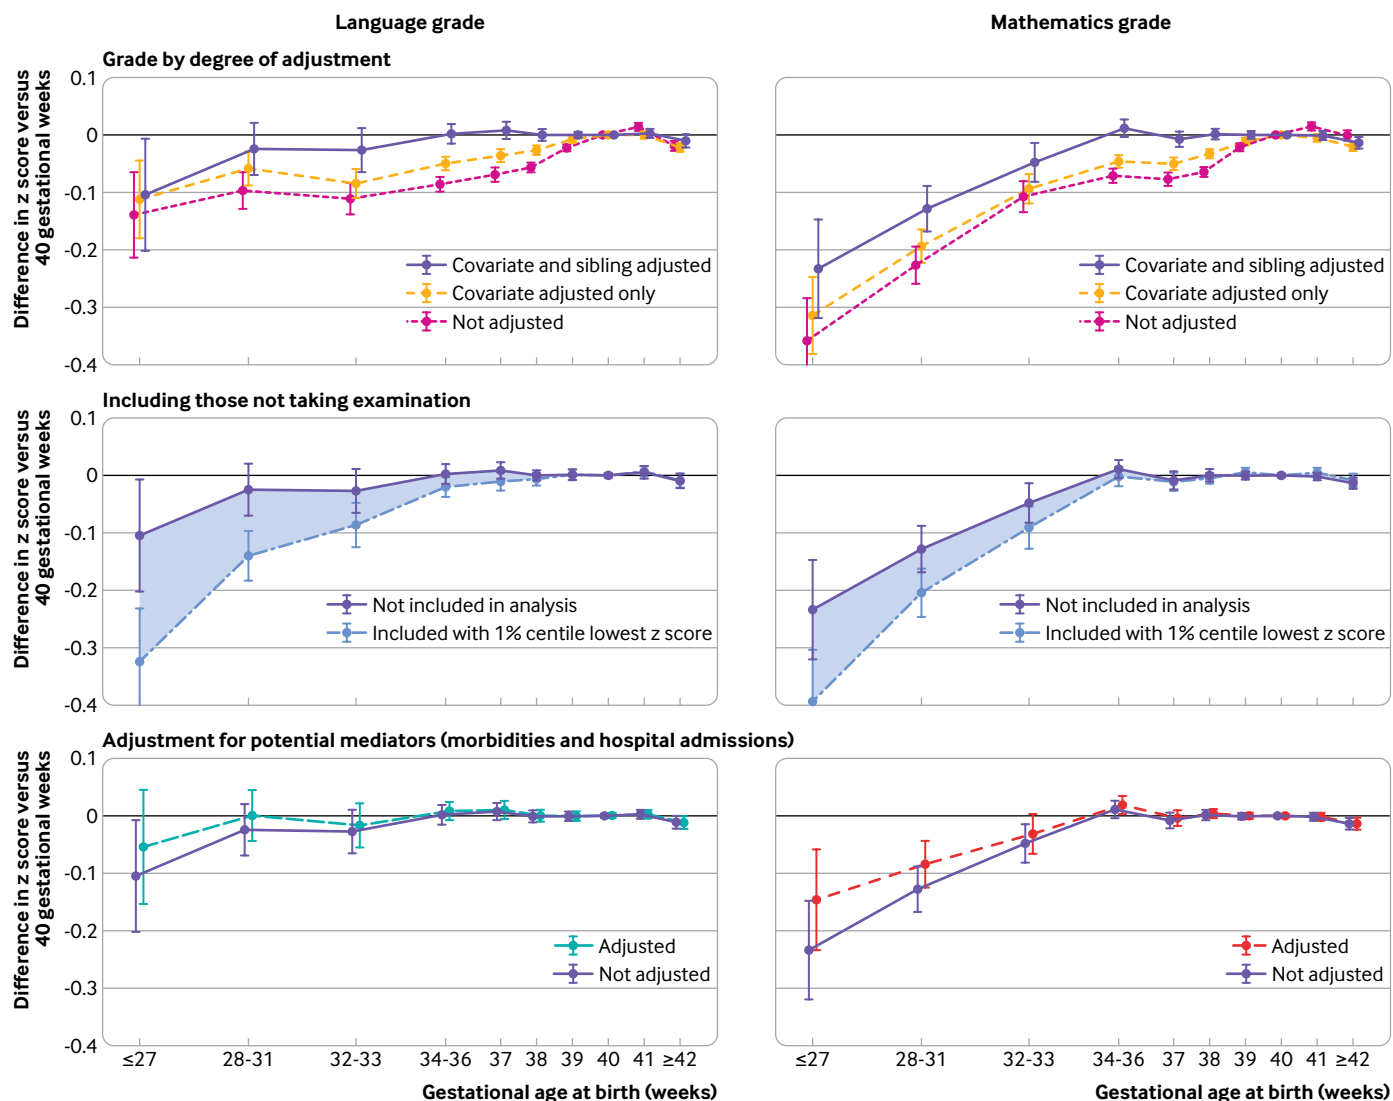 Language grade
Mathematics grade
Grade by degree of adjustment
Difference in z score versus
40 gestational weeks
0.1
0
-0.1
-0.2
-0.3
-0.4
Covariate and sibling adjusted
Covariate adjusted only
Not adjusted
Covariate and sibling adjusted
Covariate adjusted only
Not adjusted
Including those not taking examination
Difference in z score versus
40 gestational weeks
0.1
0
-0.1
-0.2
-0.3
-0.4
Not included in analysis
Included with 1% centile lowest z score
Not included in analysis
Included with 1% centile lowest z score
Adjustment for potential mediators (morbidities and hospital admissions)
Difference in z score versus
40 gestational weeks
0.1
0
-0.1
-0.2
-0.3
-0.4
Adjusted
Not adjusted
Adjusted
Not adjusted
≤27 28-31 32-33 34-36 37 38 39 40 41 ≥42
≤27 28-31 32-33 34-36 37 38 39 40 41 ≥42
Gestational age at birth (weeks)
Gestational age at birth (weeks)